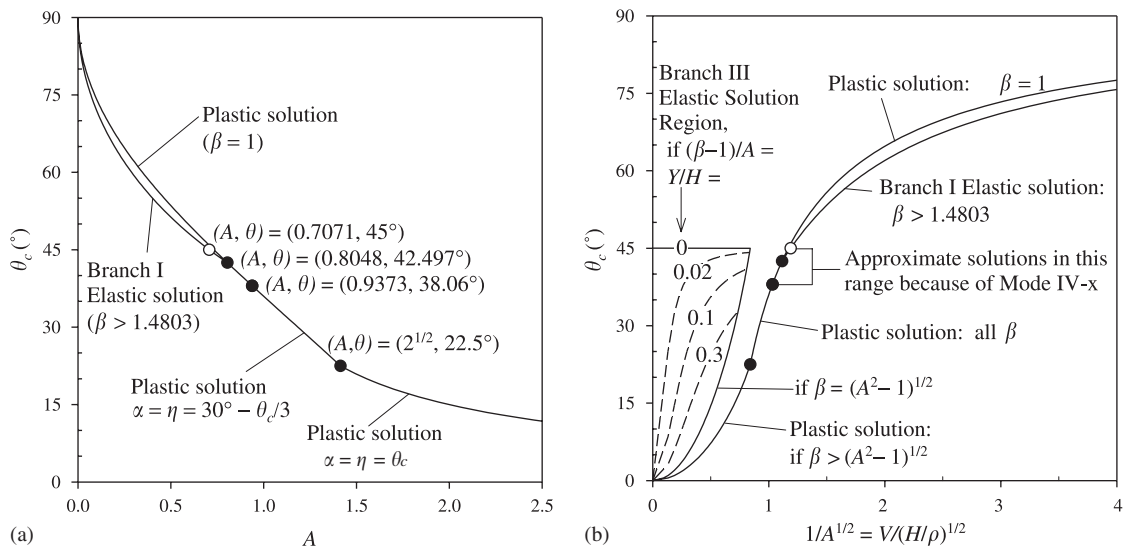 90
75
60
45
30
15
0
θc(°)
0.0
0.5
1.0
1.5
2.0
2.5
A
(a)
Plastic solution
(β = 1)
(A, θ) = (0.7071, 45°)
(A, θ) = (0.8048, 42.497°)
(A, θ) = (0.9373, 38.06°)
Branch I
Elastic solution
(β > 1.4803)
(A,θ) = (2^1/2, 22.5°)
Plastic solution
α = η = 30° − θc/3
Plastic solution
α = η = θc
90
75
60
45
30
15
0
θc(°)
0
1
2
3
4
1/A^1/2 = V/(H/ρ)^1/2
(b)
Branch III
Elastic Solution
Region,
if (β−1)/A =
Y/H =
0
0.02
0.1
0.3
Plastic solution: β = 1
Branch I Elastic solution:
β > 1.4803
Approximate solutions in this
range because of Mode IV-x
Plastic solution: all β
if β = (A²− 1)^1/2
Plastic solution:
if β > (A²− 1)^1/2